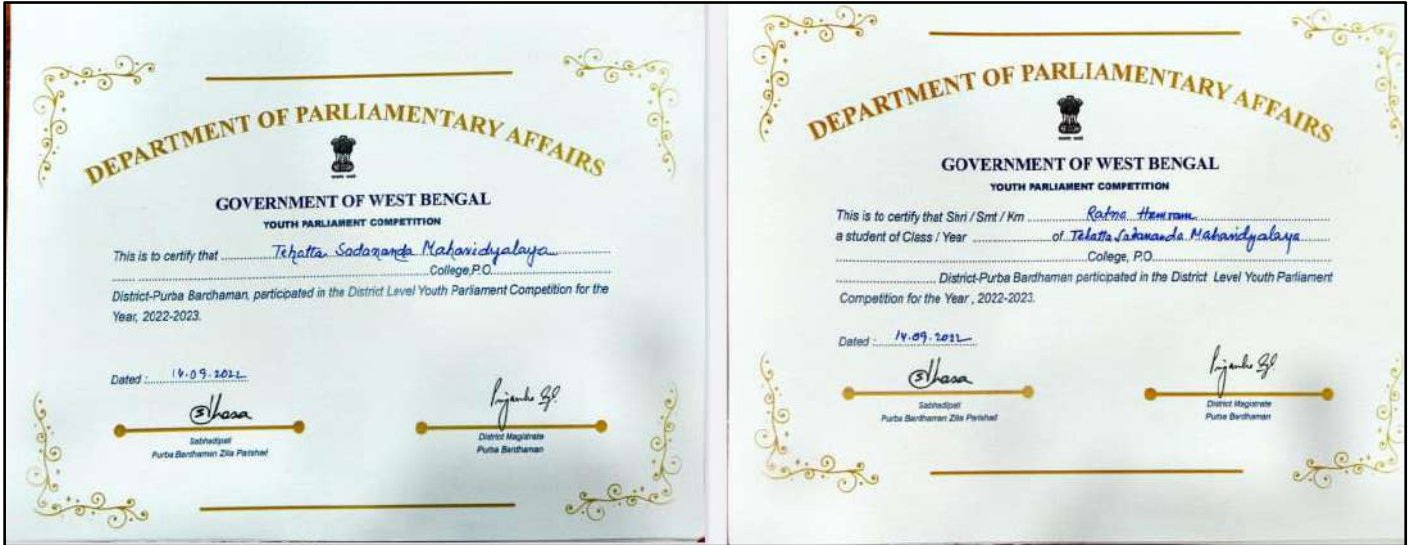 DEPARTMENT OF PARLIAMENTARY AFFAIRS
GOVERNMENT OF WEST BENGAL
YOUTH PARLIAMENT COMPETITION
This is to certify that Tehatta Sadananda Mahavidyalaya
College, P.O.
District-Purba Bardhaman, participated in the District Level Youth Parliament Competition for the
Year, 2022-2023.
Dated : 14.09.2022
Sabhadipati
Purba Bardhaman Zilla Parishad
District Magistrate
Purba Bardhaman
DEPARTMENT OF PARLIAMENTARY AFFAIRS
GOVERNMENT OF WEST BENGAL
YOUTH PARLIAMENT COMPETITION
This is to certify that Shri / Smt / Km Ratna Hemram
a student of Class / Year of Tehatta Sadananda Mahavidyalaya
College, P.O.
District-Purba Bardhaman participated in the District Level Youth Parliament
Competition for the Year , 2022-2023.
Dated : 14.09.2022
Sabhadipati
Purba Bardhaman Zilla Parishad
District Magistrate
Purba Bardhaman